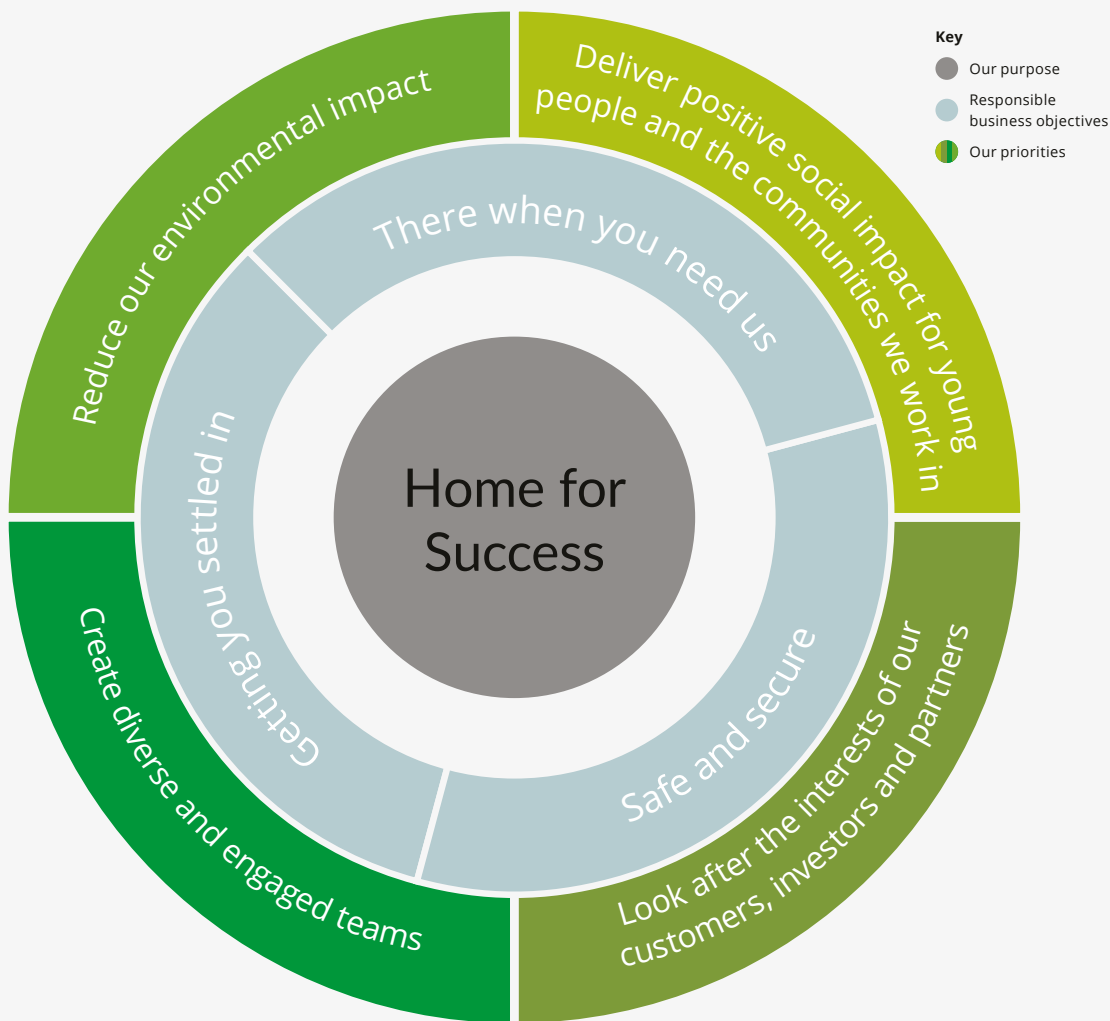 Key
Our purpose
Responsible
business objectives
Our priorities
Reduce our environmental impact
Deliver positive social impact for young
people and the communities we work in
There when you need us
Getting you settled in
Home for
Success
Safe and secure
Create diverse and engaged teams
Look after the interests of our
customers, investors and partners